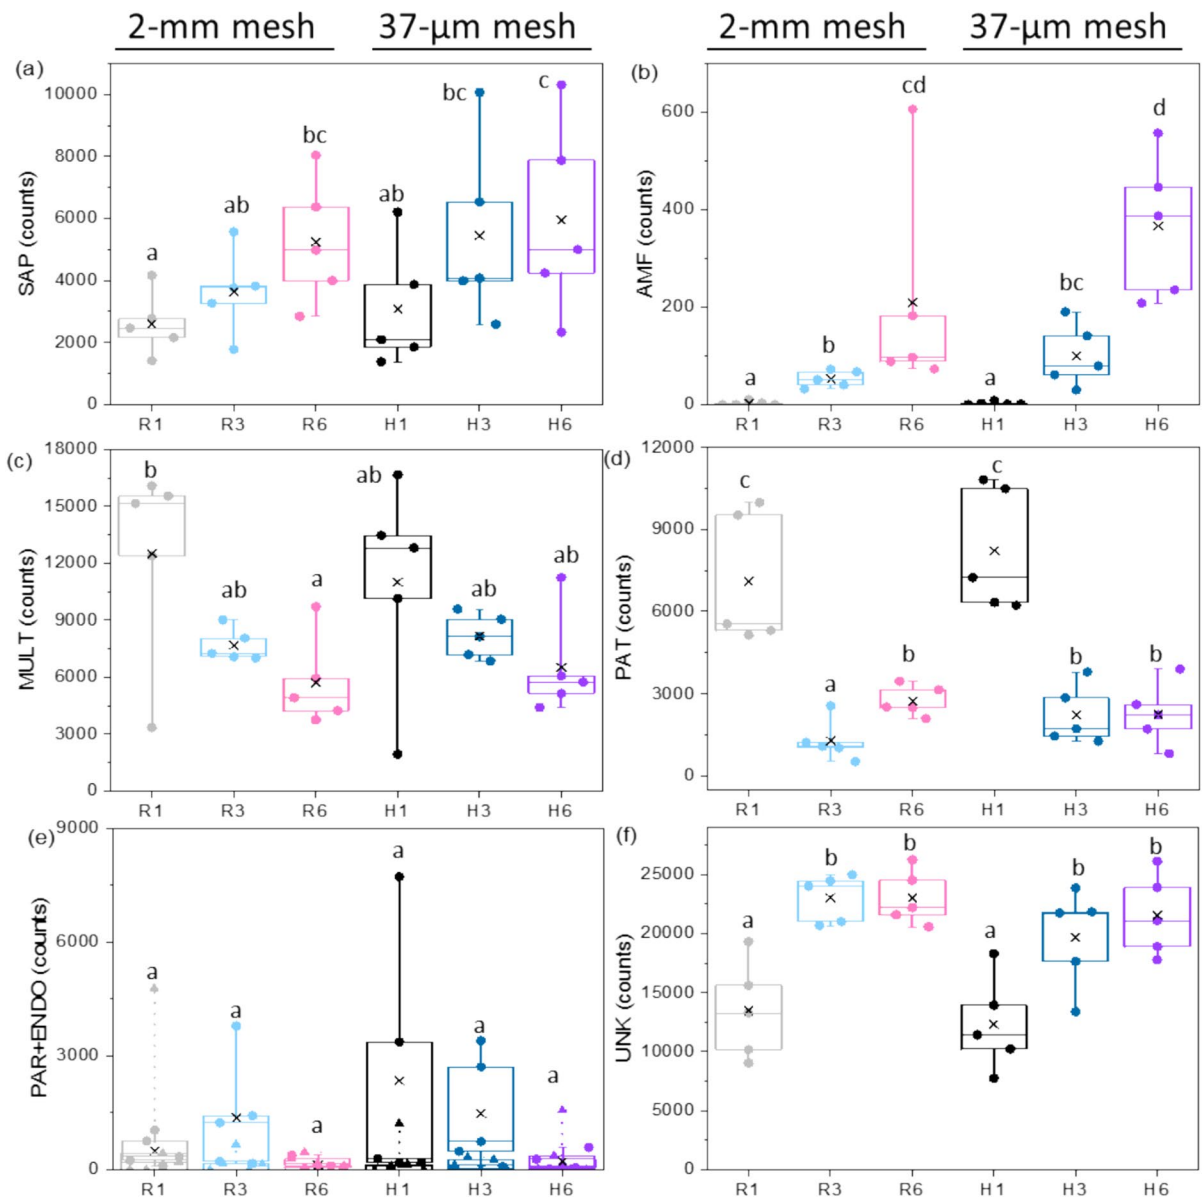 2-mm mesh 37-µm mesh 2-mm mesh 37-µm mesh
(a)
SAP (counts)
10000
8000
6000
4000
2000
0
a ab bc ab bc c
R1 R3 R6 H1 H3 H6
(b)
AMF (counts)
600
400
200
0
a b cd a bc d
R1 R3 R6 H1 H3 H6
(c)
MULT (counts)
18000
15000
12000
9000
6000
3000
0
b ab a ab ab ab
R1 R3 R6 H1 H3 H6
(d)
PAT (counts)
12000
9000
6000
3000
0
c a b c b b
R1 R3 R6 H1 H3 H6
(e)
PAR+ENDO (counts)
9000
6000
3000
0
a a a a a a
R1 R3 R6 H1 H3 H6
(f)
UNK (counts)
25000
20000
15000
10000
5000
0
a b b a b b
R1 R3 R6 H1 H3 H6